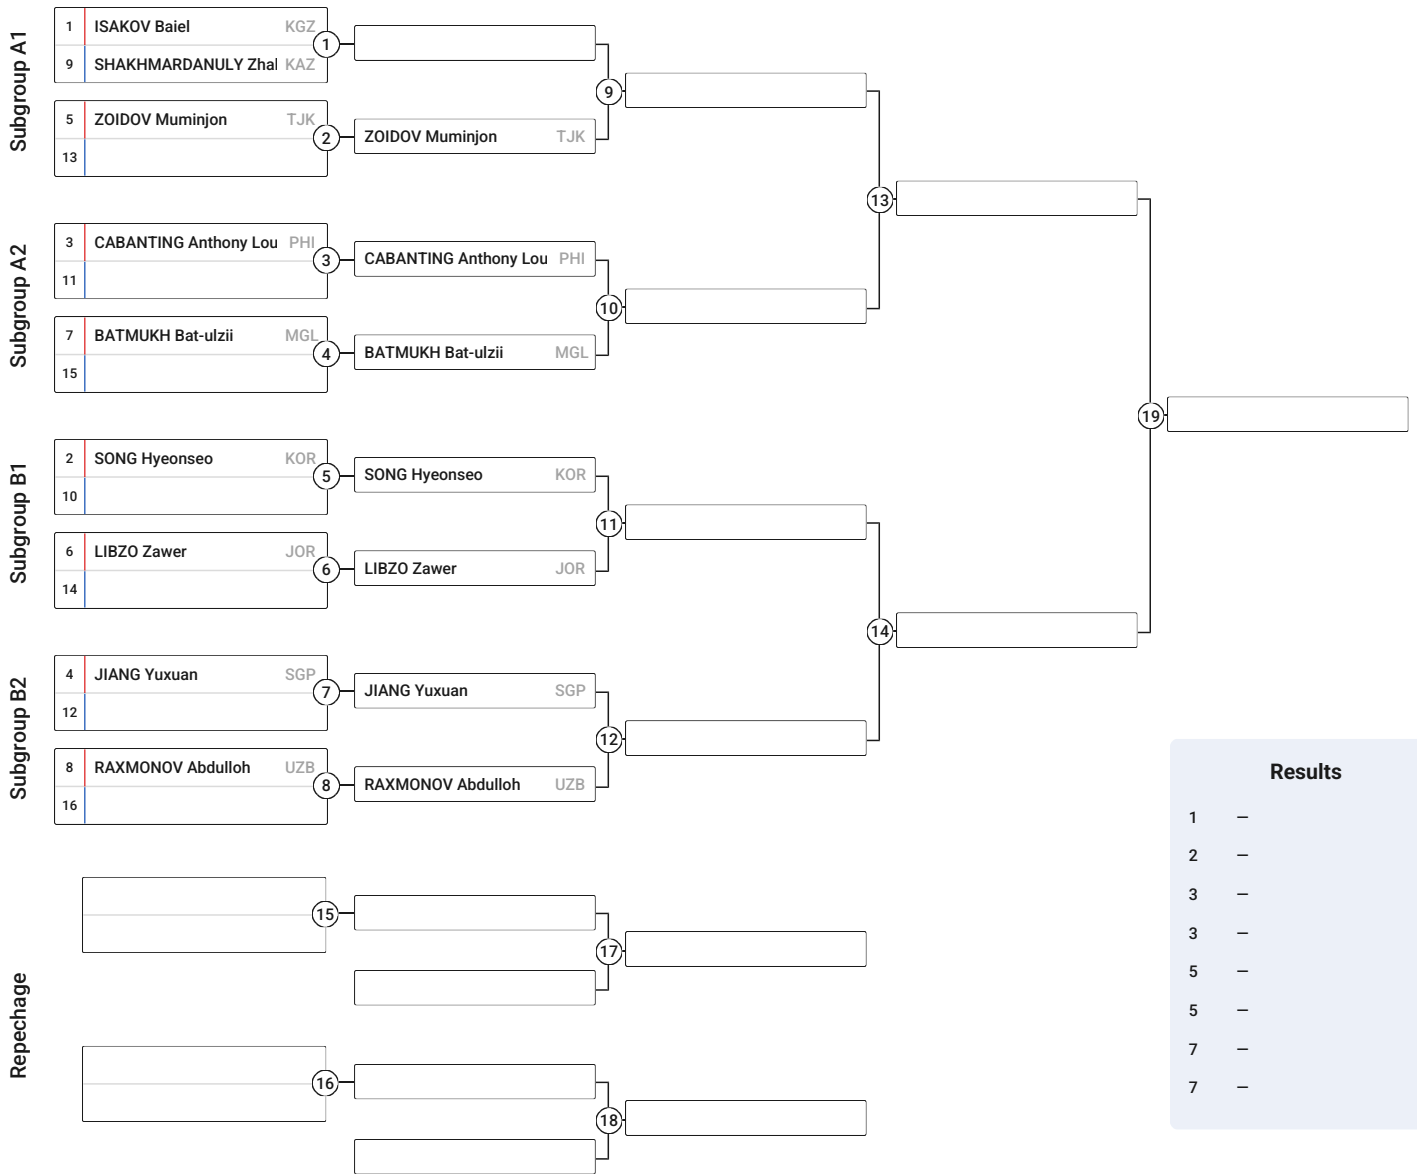 Subgroup A1
1 ISAKOV Baiel KGZ
9 SHAKHMARDANULY Zhal KAZ
1
5 ZOIDOV Muminjon TJK
13
2
ZOIDOV Muminjon TJK
9
Subgroup A2
3 CABANTING Anthony Lou PHI
11
3
CABANTING Anthony Lou PHI
7 BATMUKH Bat-ulzii MGL
15
4
BATMUKH Bat-ulzii MGL
10
13
Subgroup B1
2 SONG Hyeonseo KOR
10
5
SONG Hyeonseo KOR
6 LIBZO Zawer JOR
14
6
LIBZO Zawer JOR
11
Subgroup B2
4 JIANG Yuxuan SGP
12
7
JIANG Yuxuan SGP
8 RAXMONOV Abdulloh UZB
16
8
RAXMONOV Abdulloh UZB
12
14
19
Repechage
15
17
16
18
Results
1 –
2 –
3 –
3 –
5 –
5 –
7 –
7 –